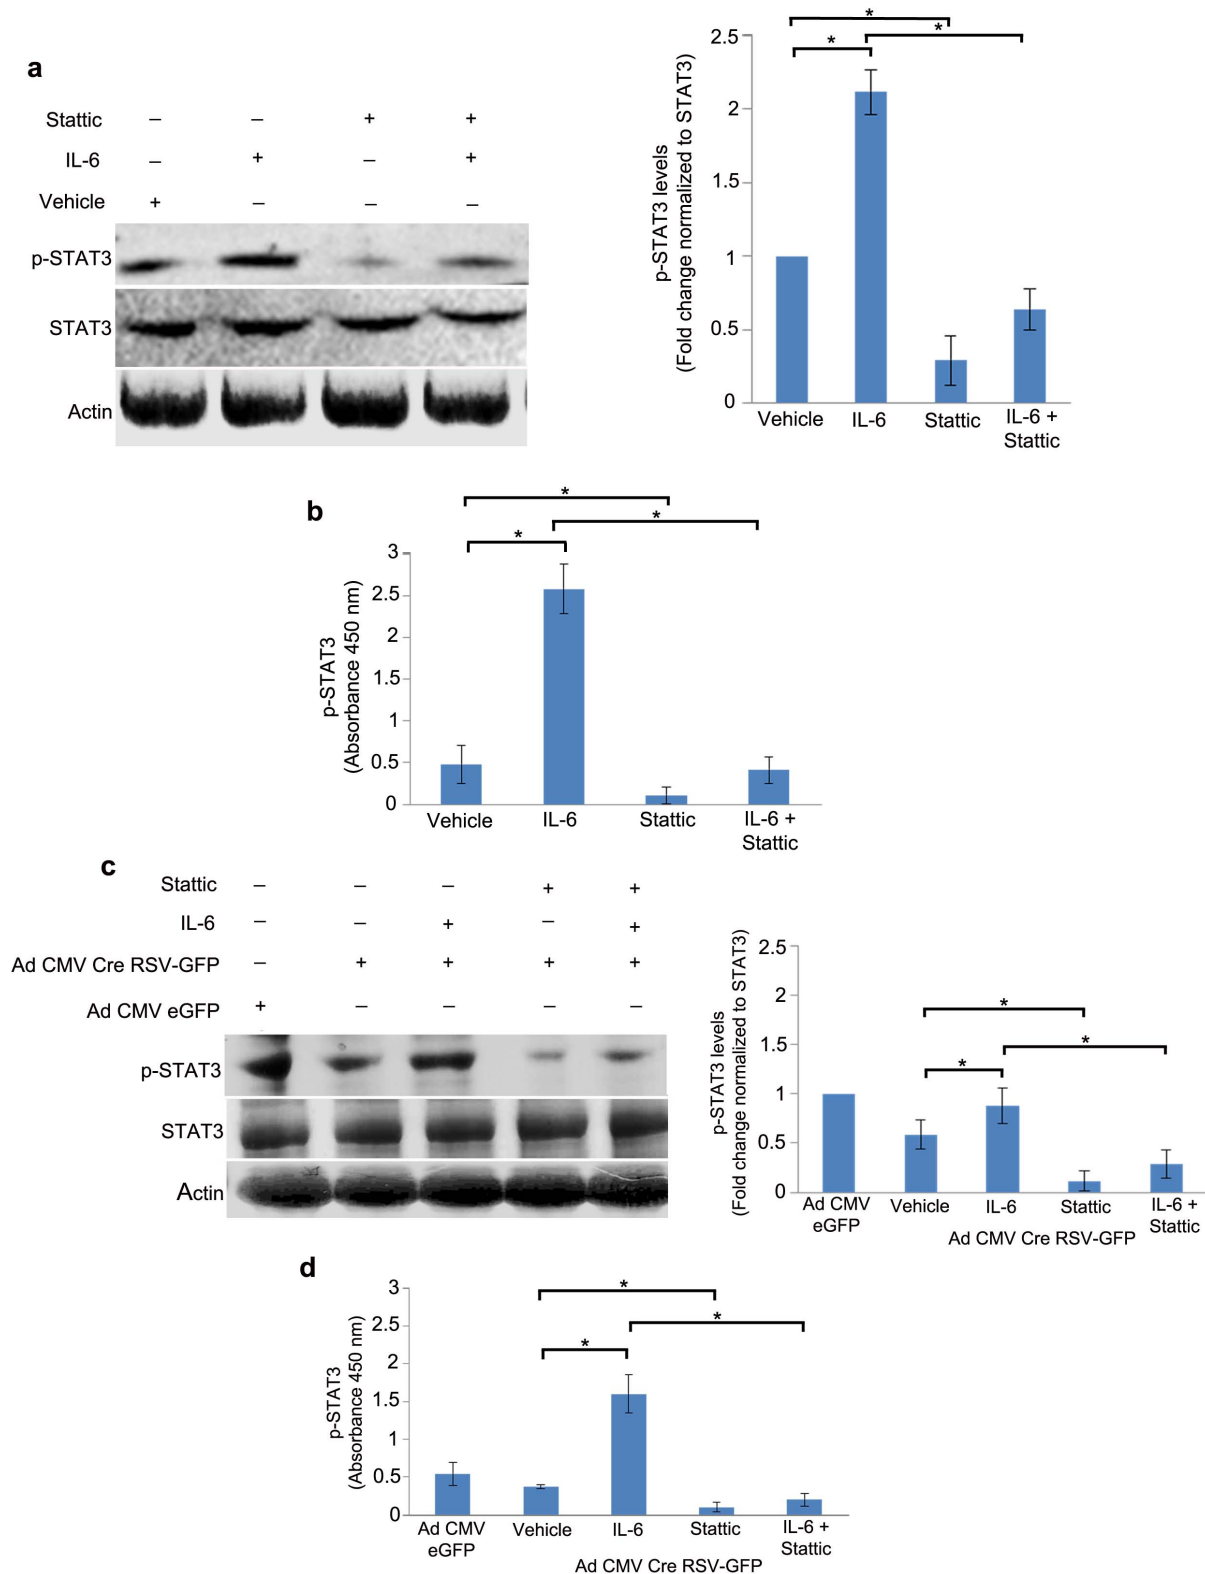 a
Stattic – – + +
IL-6 – + – +
Vehicle + – – –
p-STAT3
STAT3
Actin
p-STAT3 levels
(Fold change normalized to STAT3)
* * *
2.5
2
1.5
1
0.5
0
Vehicle IL-6 Stattic IL-6 +
Stattic
b
* * *
p-STAT3
(Absorbance 450 nm)
3
2.5
2
1.5
1
0.5
0
Vehicle IL-6 Stattic IL-6 +
Stattic
c
Stattic – – – + +
IL-6 – – + – +
Ad CMV Cre RSV-GFP – + + + +
Ad CMV eGFP + – – – –
p-STAT3
STAT3
Actin
p-STAT3 levels
(Fold change normalized to STAT3)
* * *
2.5
2
1.5
1
0.5
0
Ad CMV Vehicle IL-6 Stattic IL-6 +
eGFP Stattic
Ad CMV Cre RSV-GFP
d
* * *
p-STAT3
(Absorbance 450 nm)
3
2.5
2
1.5
1
0.5
0
Ad CMV Vehicle IL-6 Stattic IL-6 +
eGFP Stattic
Ad CMV Cre RSV-GFP